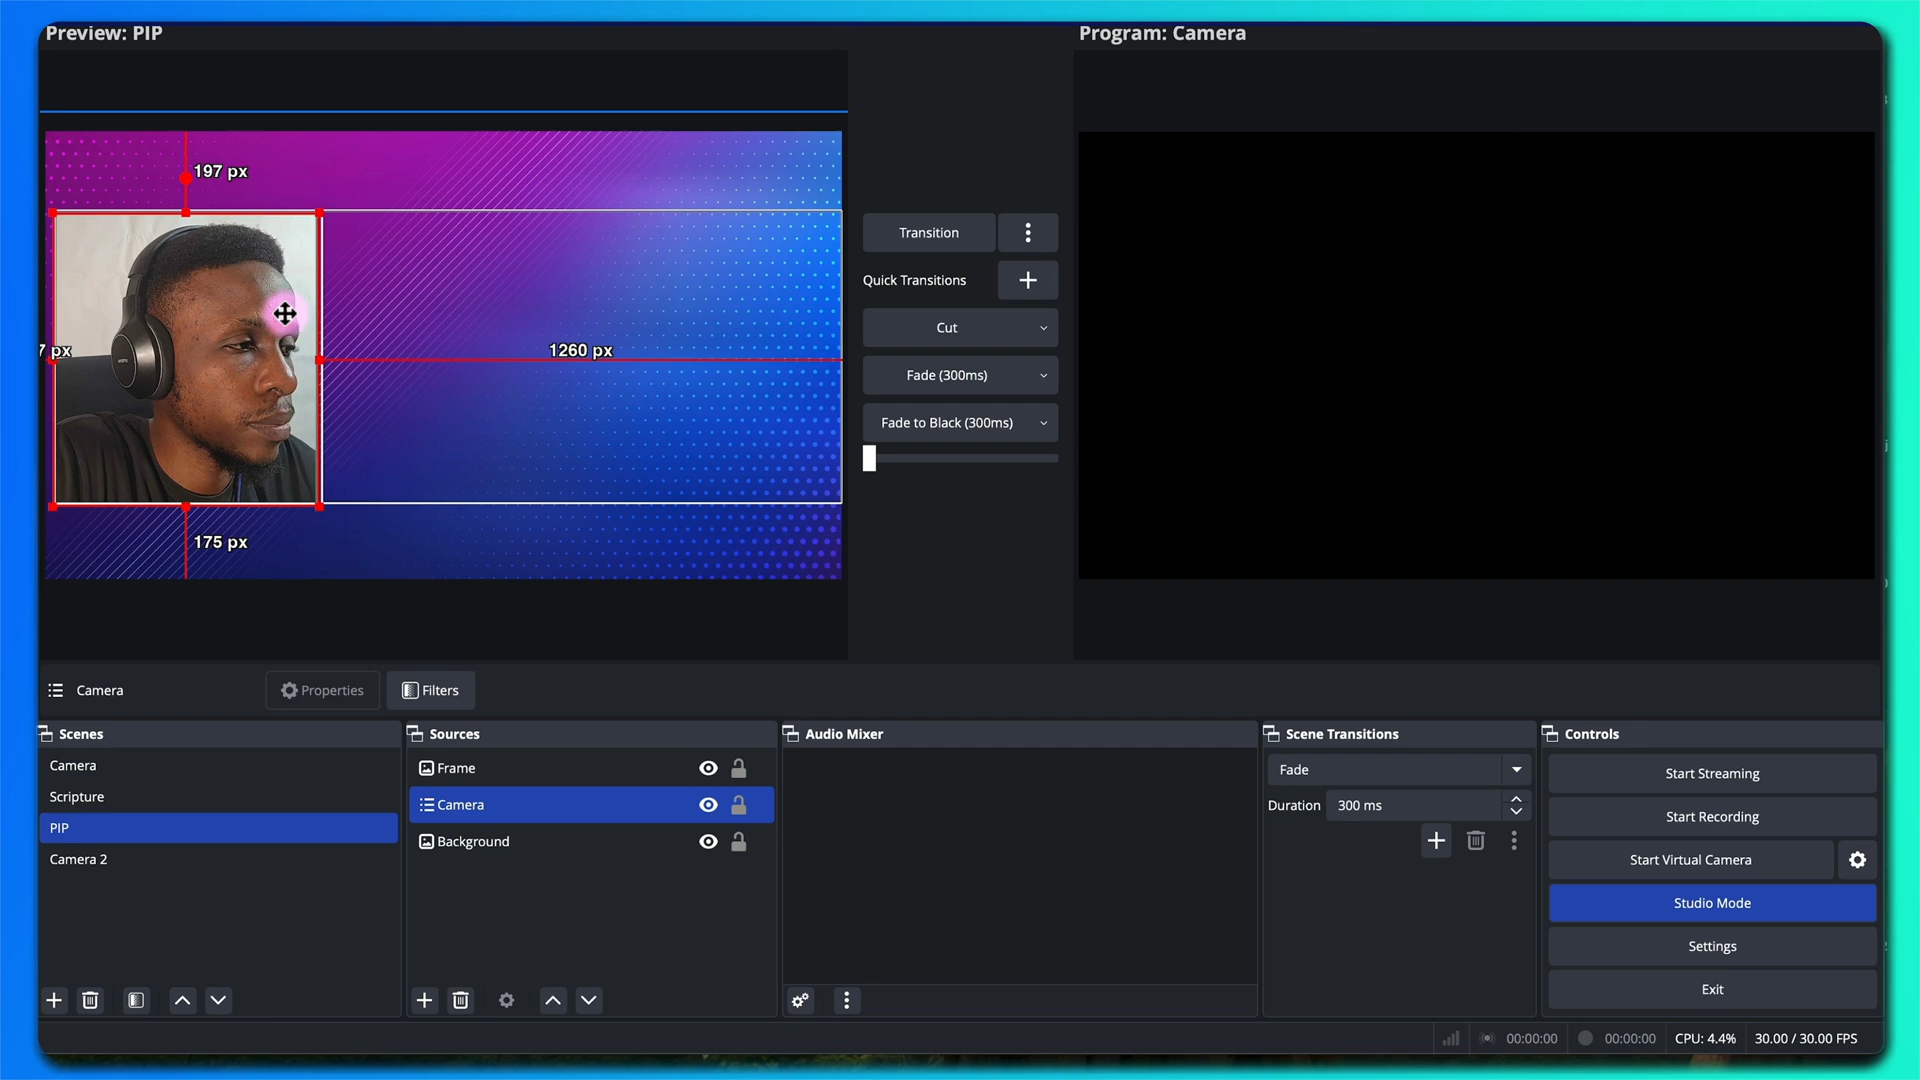 Preview: PIP
Program: Camera
197 px
7 px
1260 px
175 px
Transition
Quick Transitions
Cut
Fade (300ms)
Fade to Black (300ms)
Camera
Properties
Filters
Scenes
Camera
Scripture
PIP
Camera 2
Sources
Frame
Camera
Background
Audio Mixer
Scene Transitions
Fade
Duration
300 ms
Controls
Start Streaming
Start Recording
Start Virtual Camera
Studio Mode
Settings
Exit
00:00:00
00:00:00
CPU: 4.4%
30.00 / 30.00 FPS